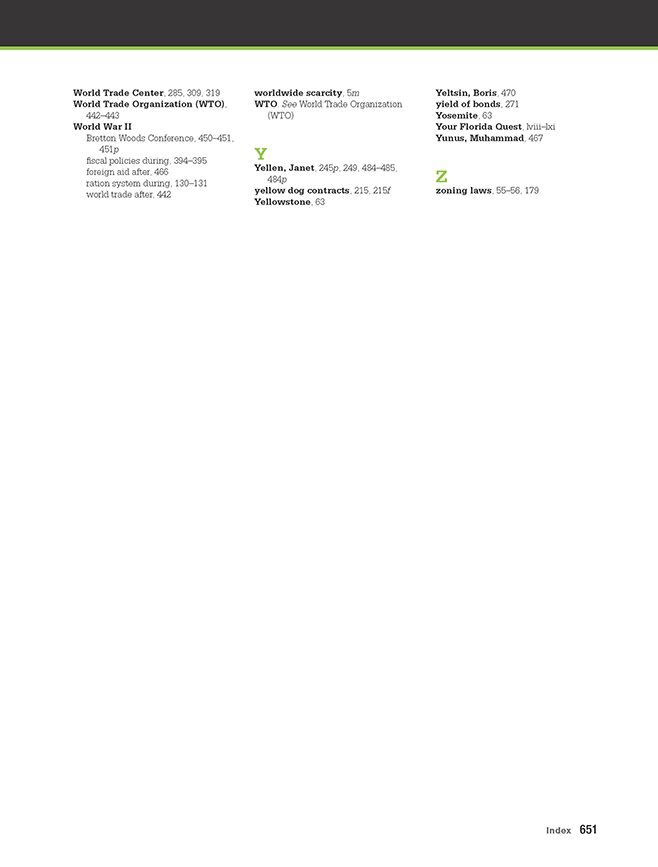 World Trade Center, 285, 309, 319
World Trade Organization (WTO),
442–443
World War II
Bretton Woods Conference, 450–451,
451p
fiscal policies during, 394–395
foreign aid after, 466
ration system during, 130–131
world trade after, 442
worldwide scarcity, 5m
WTO. See World Trade Organization
(WTO)
Y
Yellen, Janet, 245p, 249, 484–485,
484p
yellow dog contracts, 215, 215f
Yellowstone, 63
Yeltsin, Boris, 470
yield of bonds, 271
Yosemite, 63
Your Florida Quest, lviii–lxi
Yunus, Muhammad, 467
Z
zoning laws, 55–56, 179
Index 651